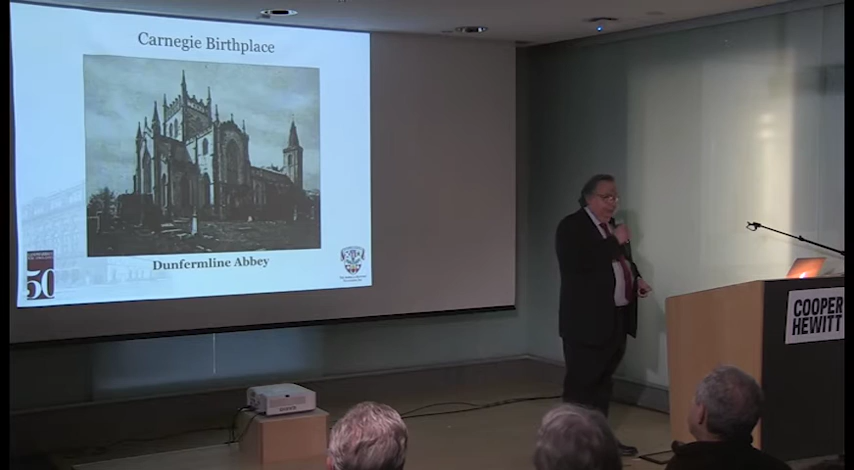 Carnegie Birthplace
Dunfermline Abbey
50
COOPER
HEWITT